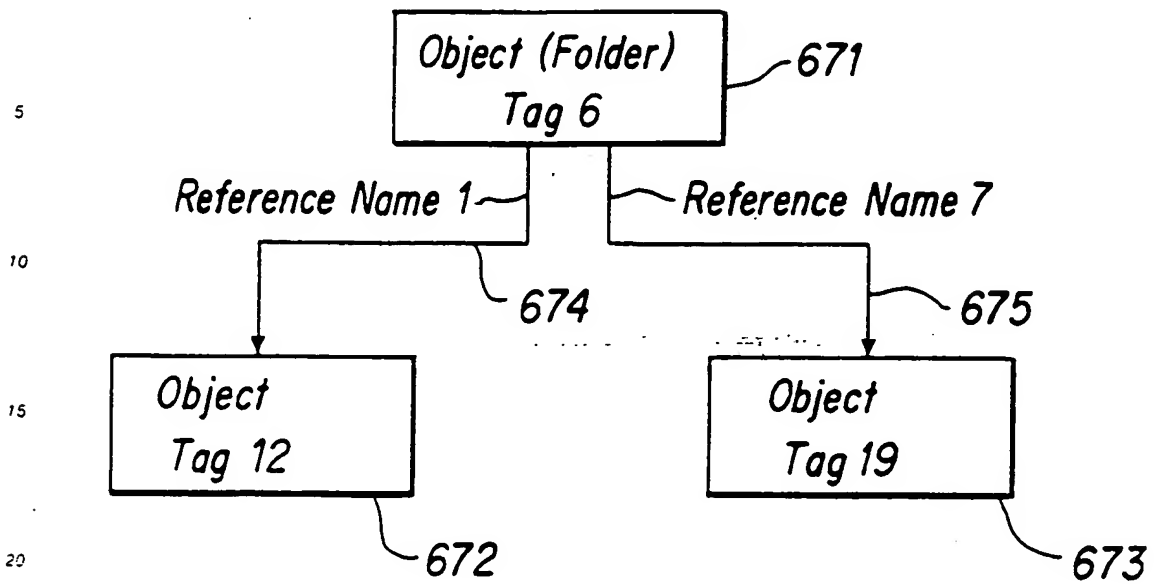 Object (Folder)
Tag 6
671
5
Reference Name 1
Reference Name 7
10
674
675
Object
Tag 12
Object
Tag 19
15
672
673
20